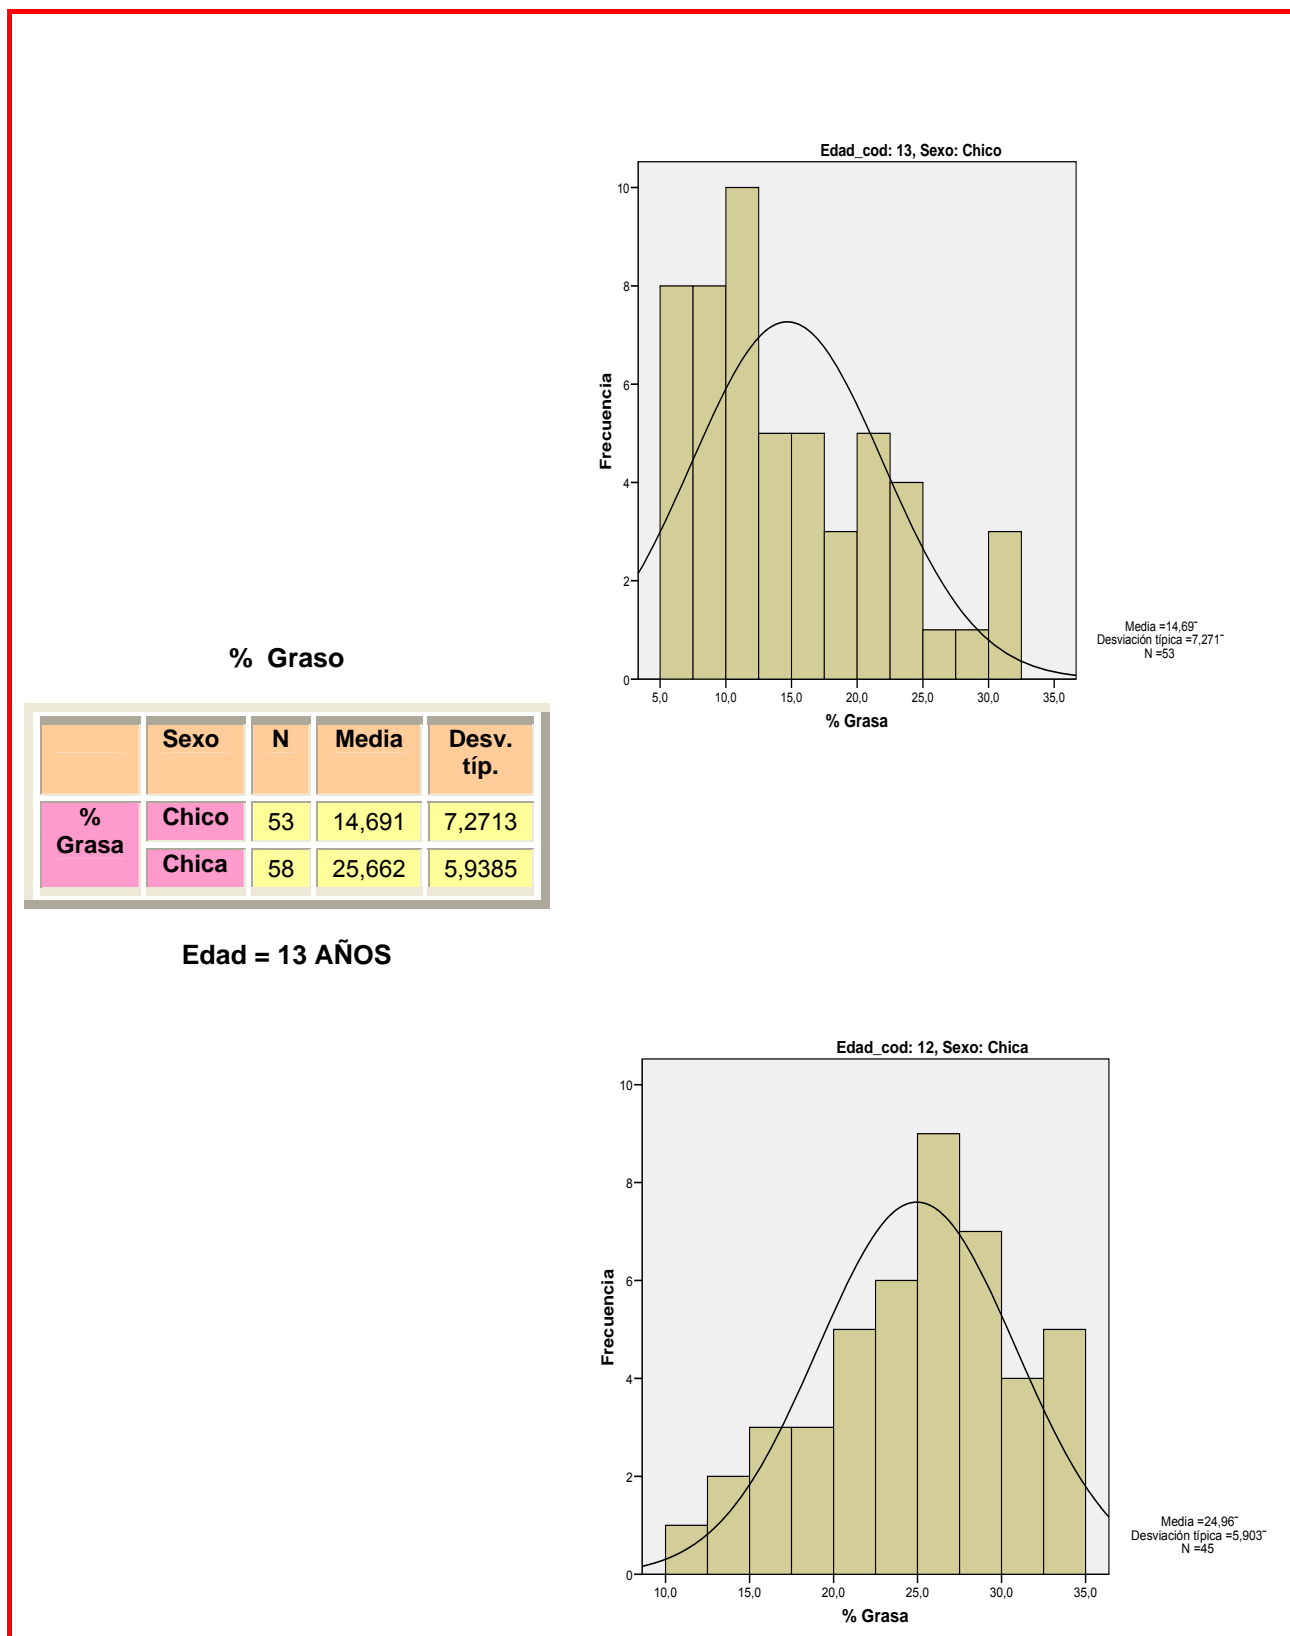 Edad_cod: 13, Sexo: Chico
10
8
6
4
2
0
Frecuencia
5,0 10,0 15,0 20,0 25,0 30,0 35,0
% Grasa
Media =14,69˜
Desviación típica =7,271˜
N =53
% Graso
Sexo N Media Desv. típ.
% Grasa
Chico 53 14,691 7,2713
Chica 58 25,662 5,9385
Edad = 13 AÑOS
Edad_cod: 12, Sexo: Chica
10
8
6
4
2
0
Frecuencia
10,0 15,0 20,0 25,0 30,0 35,0
% Grasa
Media =24,96˜
Desviación típica =5,903˜
N =45